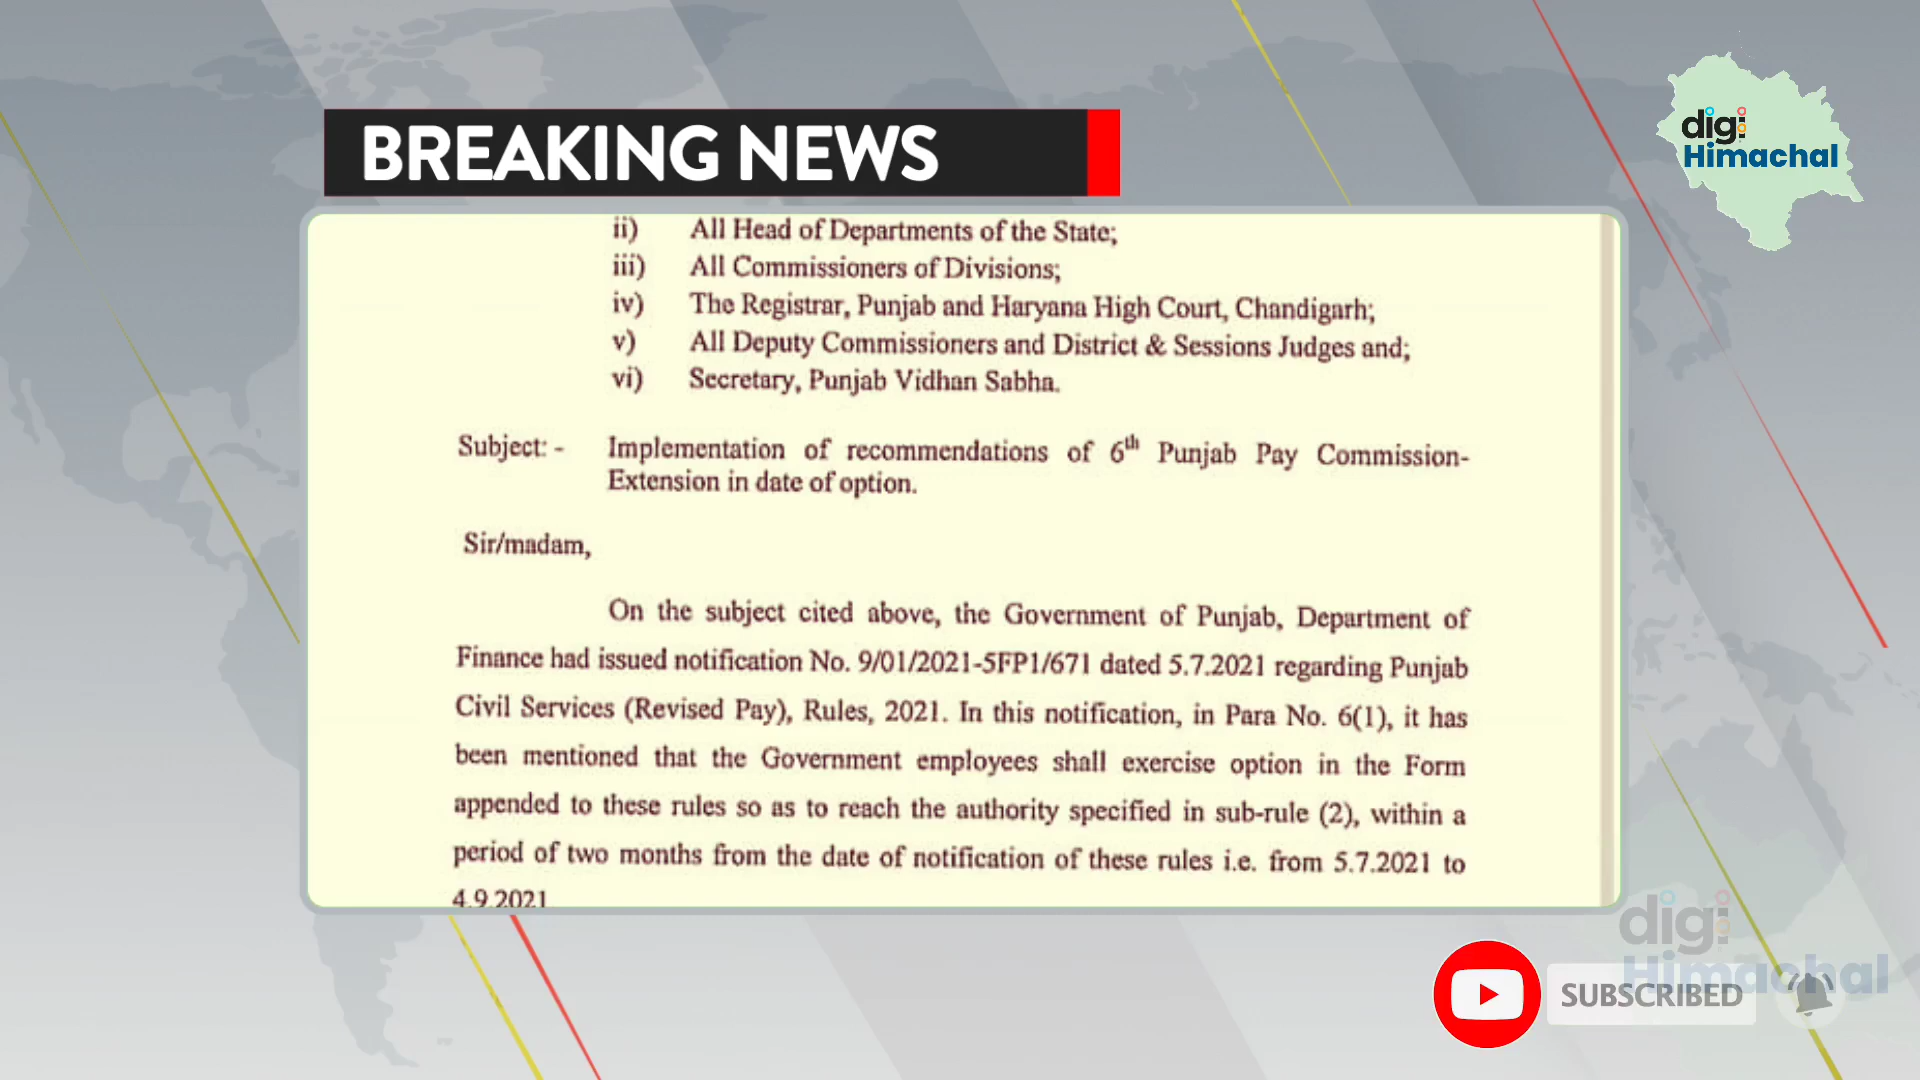 BREAKING NEWS
digi
Himachal
ii) All Head of Departments of the State;
iii) All Commissioners of Divisions;
iv) The Registrar, Punjab and Haryana High Court, Chandigarh;
v) All Deputy Commissioners and District & Sessions Judges and;
vi) Secretary, Punjab Vidhan Sabha.
Subject: - Implementation of recommendations of 6th Punjab Pay Commission-
Extension in date of option.
Sir/madam,
On the subject cited above, the Government of Punjab, Department of
Finance had issued notification No. 9/01/2021-5FP1/671 dated 5.7.2021 regarding Punjab
Civil Services (Revised Pay), Rules, 2021. In this notification, in Para No. 6(1), it has
been mentioned that the Government employees shall exercise option in the Form
appended to these rules so as to reach the authority specified in sub-rule (2), within a
period of two months from the date of notification of these rules i.e. from 5.7.2021 to
4.9.2021
digi
Himachal
SUBSCRIBED